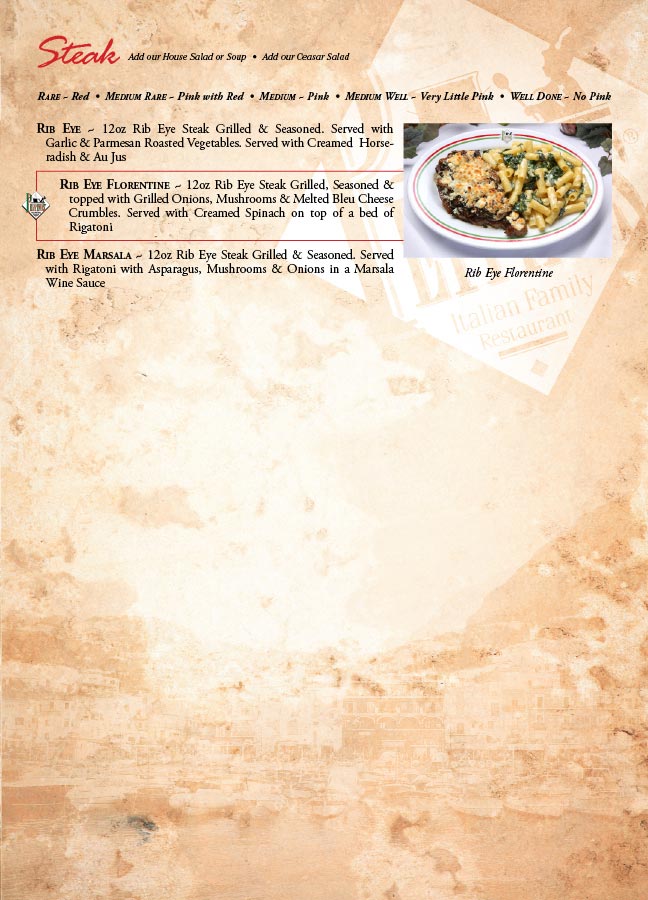 Steak Add our House Salad or Soup • Add our Ceasar Salad
Rare ~ Red • Medium Rare ~ Pink with Red • Medium ~ Pink • Medium Well ~ Very Little Pink • Well Done ~ No Pink
Rib Eye ~ 12oz Rib Eye Steak Grilled & Seasoned. Served with
Garlic & Parmesan Roasted Vegetables. Served with Creamed Horse-
radish & Au Jus
Rib Eye Florentine ~ 12oz Rib Eye Steak Grilled, Seasoned &
topped with Grilled Onions, Mushrooms & Melted Bleu Cheese
Crumbles. Served with Creamed Spinach on top of a bed of
Rigatoni
Rib Eye Marsala ~ 12oz Rib Eye Steak Grilled & Seasoned. Served
with Rigatoni with Asparagus, Mushrooms & Onions in a Marsala
Wine Sauce
Rib Eye Florentine
Italian Family
Restaurant